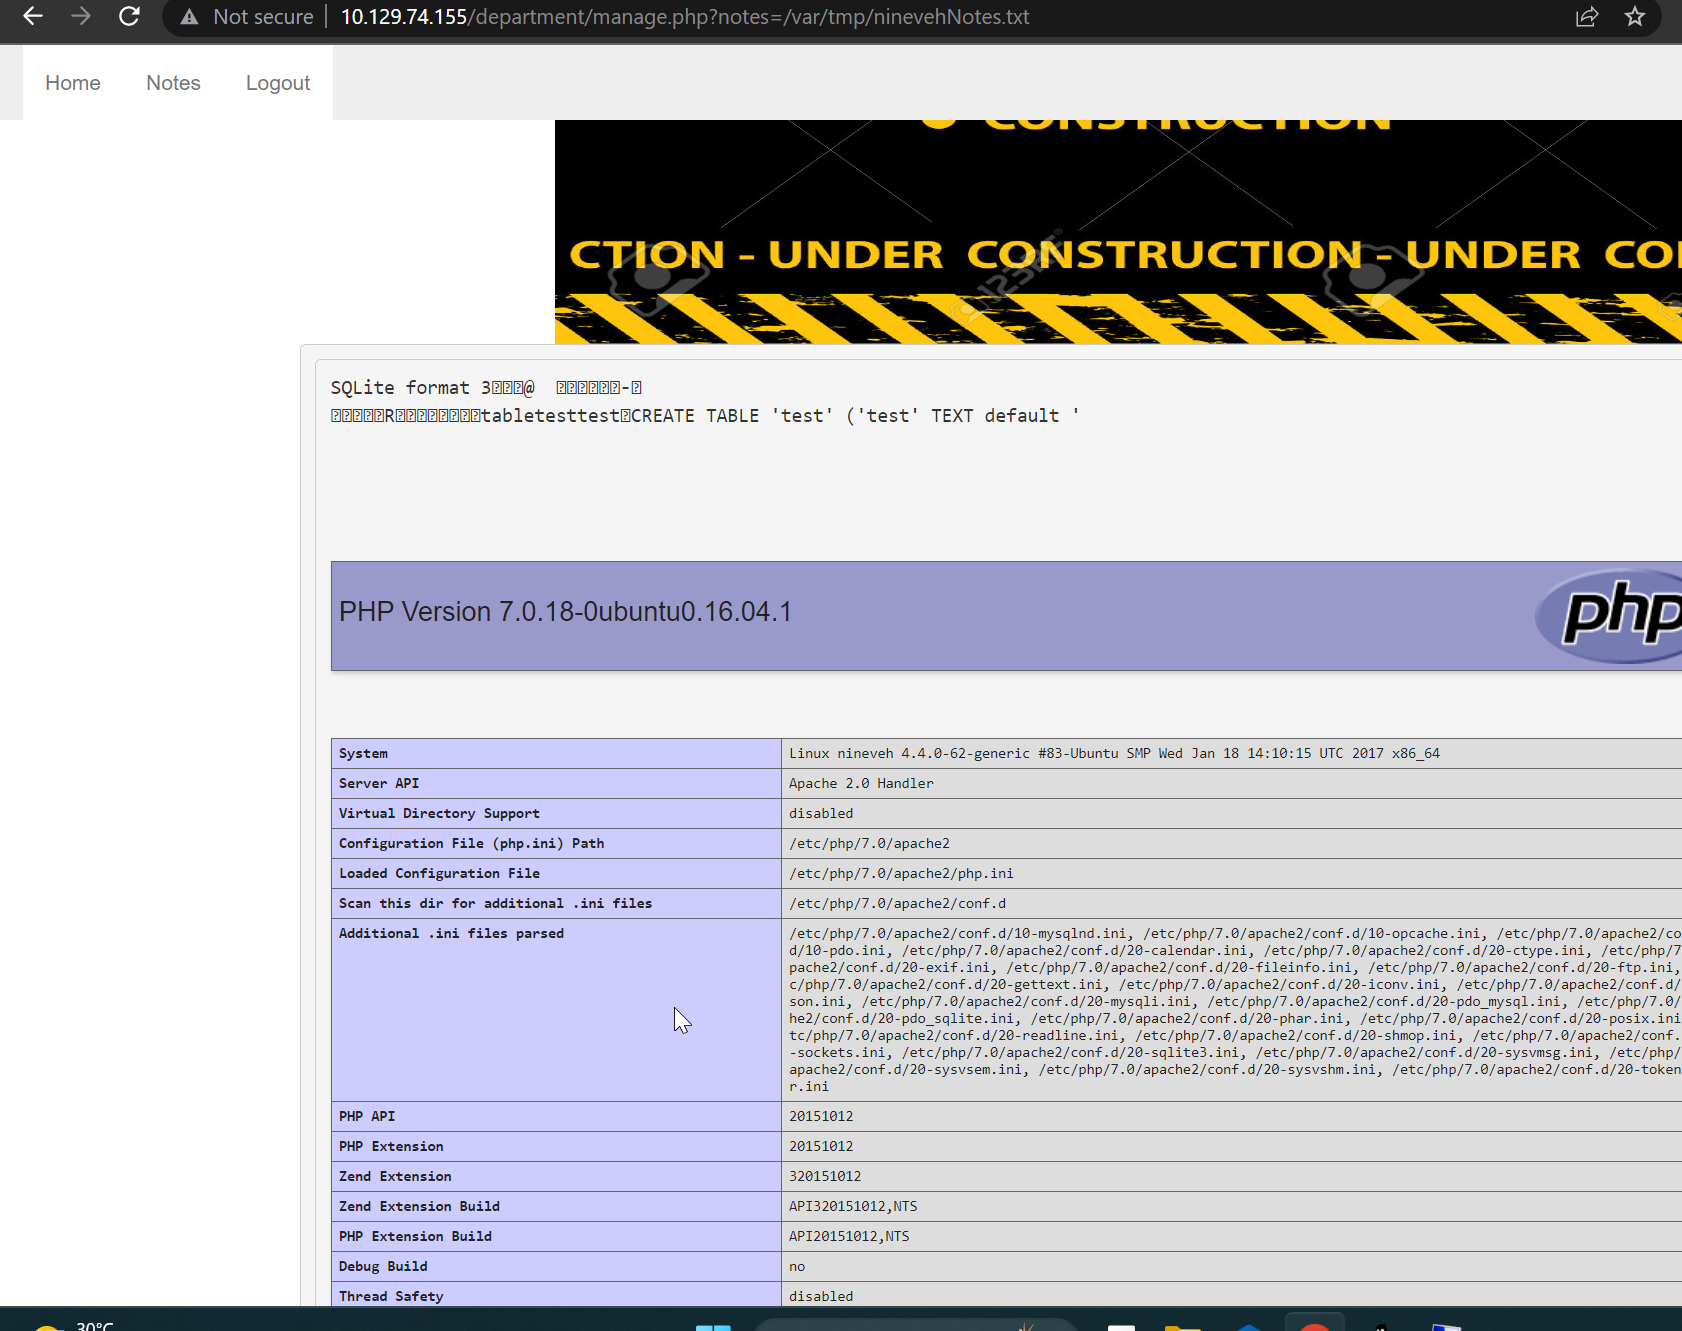 Not secure | 10.129.74.155/department/manage.php?notes=/var/tmp/ninevehNotes.txt
Home Notes Logout
CONSTRUCTION
CTION - UNDER CONSTRUCTION - UNDER CO
123RF
SQLite format 3@ -
RtabletesttestCREATE TABLE 'test' ('test' TEXT default '
PHP Version 7.0.18-0ubuntu0.16.04.1
php
System Linux nineveh 4.4.0-62-generic #83-Ubuntu SMP Wed Jan 18 14:10:15 UTC 2017 x86_64
Server API Apache 2.0 Handler
Virtual Directory Support disabled
Configuration File (php.ini) Path /etc/php/7.0/apache2
Loaded Configuration File /etc/php/7.0/apache2/php.ini
Scan this dir for additional .ini files /etc/php/7.0/apache2/conf.d
Additional .ini files parsed /etc/php/7.0/apache2/conf.d/10-mysqlnd.ini, /etc/php/7.0/apache2/conf.d/10-opcache.ini, /etc/php/7.0/apache2/co
d/10-pdo.ini, /etc/php/7.0/apache2/conf.d/20-calendar.ini, /etc/php/7.0/apache2/conf.d/20-ctype.ini, /etc/php/7
pache2/conf.d/20-exif.ini, /etc/php/7.0/apache2/conf.d/20-fileinfo.ini, /etc/php/7.0/apache2/conf.d/20-ftp.ini,
c/php/7.0/apache2/conf.d/20-gettext.ini, /etc/php/7.0/apache2/conf.d/20-iconv.ini, /etc/php/7.0/apache2/conf.d/
son.ini, /etc/php/7.0/apache2/conf.d/20-mysqli.ini, /etc/php/7.0/apache2/conf.d/20-pdo_mysql.ini, /etc/php/7.0/
he2/conf.d/20-pdo_sqlite.ini, /etc/php/7.0/apache2/conf.d/20-phar.ini, /etc/php/7.0/apache2/conf.d/20-posix.ini
tc/php/7.0/apache2/conf.d/20-readline.ini, /etc/php/7.0/apache2/conf.d/20-shmop.ini, /etc/php/7.0/apache2/conf.
-sockets.ini, /etc/php/7.0/apache2/conf.d/20-sqlite3.ini, /etc/php/7.0/apache2/conf.d/20-sysvmsg.ini, /etc/php/
apache2/conf.d/20-sysvsem.ini, /etc/php/7.0/apache2/conf.d/20-sysvshm.ini, /etc/php/7.0/apache2/conf.d/20-token
r.ini
PHP API 20151012
PHP Extension 20151012
Zend Extension 320151012
Zend Extension Build API320151012,NTS
PHP Extension Build API20151012,NTS
Debug Build no
Thread Safety disabled
30°C